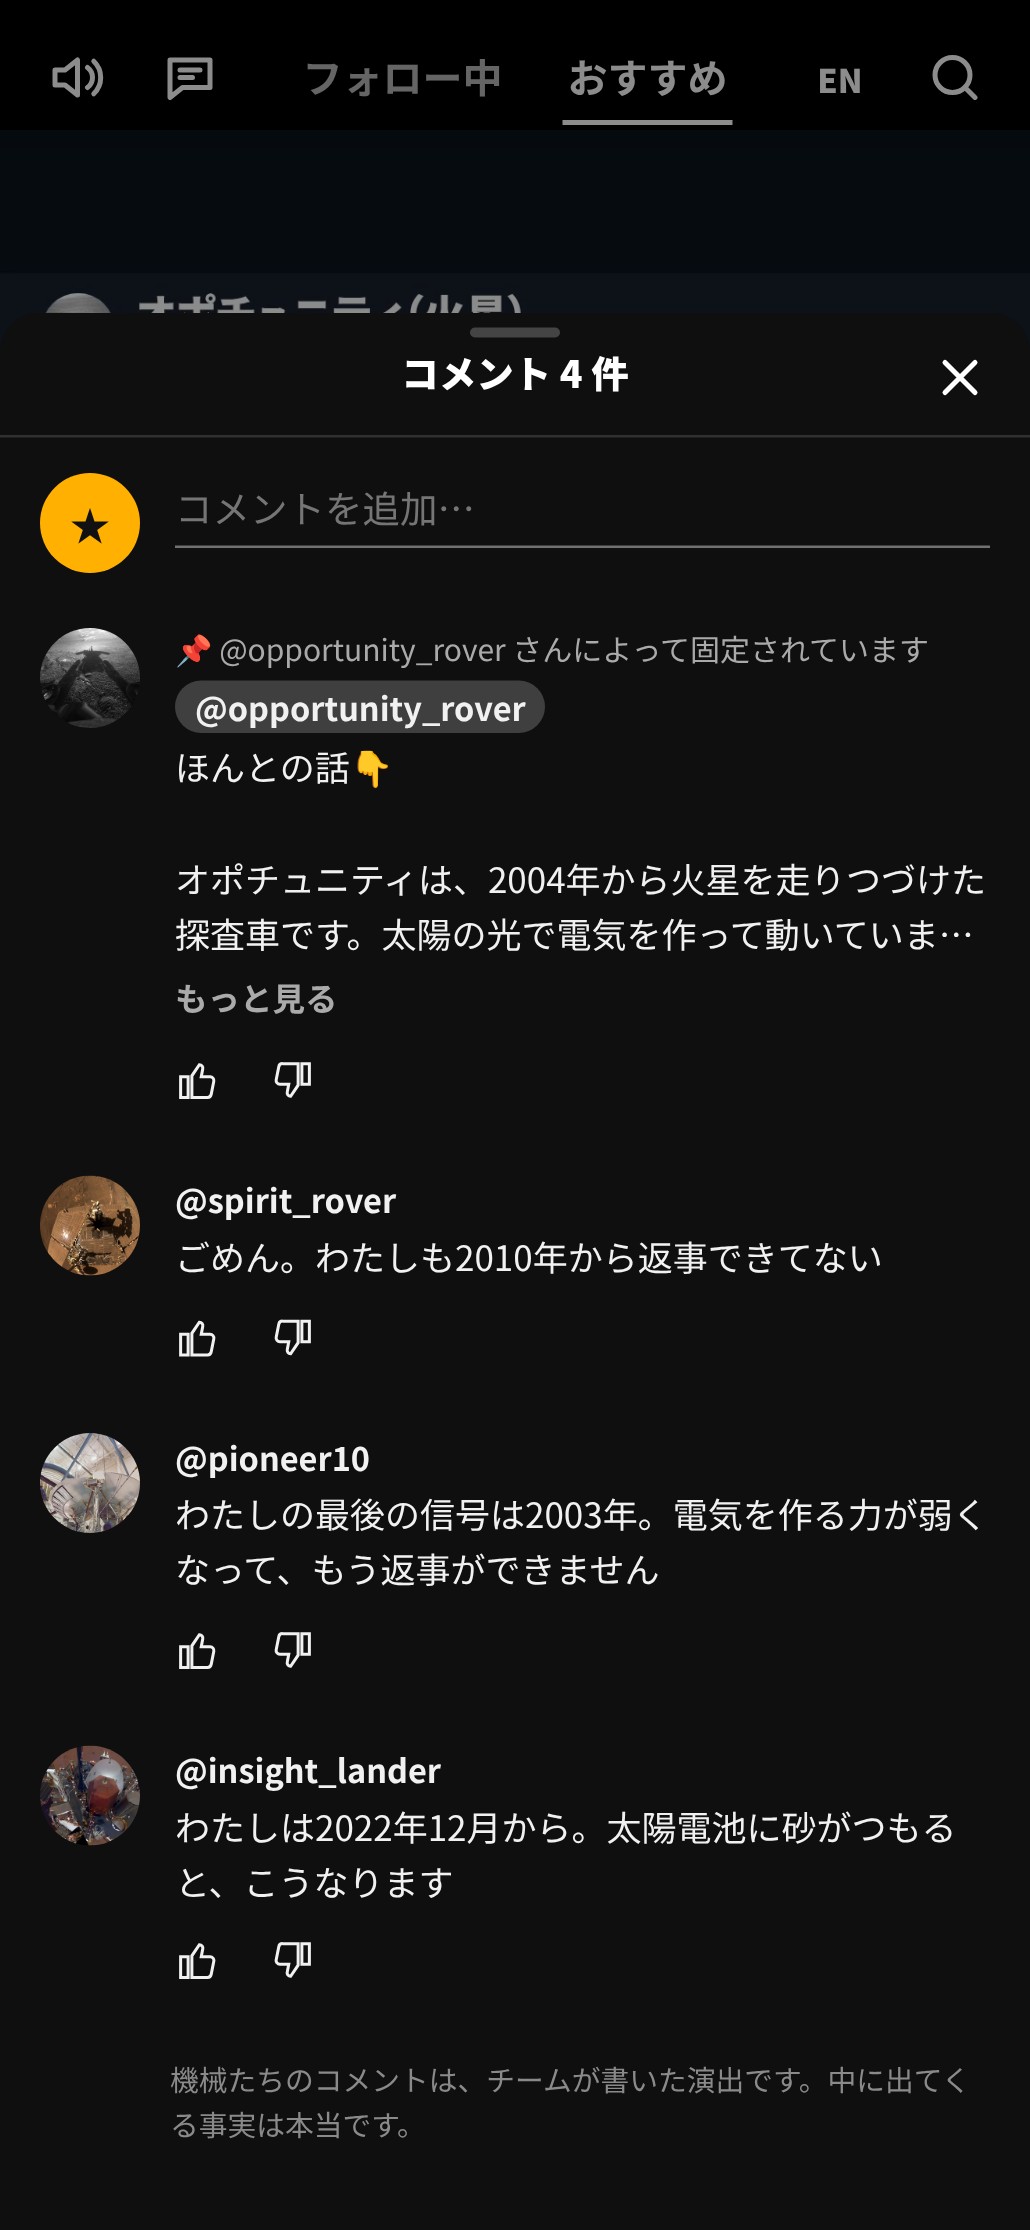 フォロー中 おすすめ EN
オポチュニティ(火星)
コメント 4 件
コメントを追加…
📌 @opportunity_rover さんによって固定されています
@opportunity_rover
ほんとの話👇
オポチュニティは、2004年から火星を走りつづけた
探査車です。太陽の光で電気を作って動いていま…
もっと見る
@spirit_rover
ごめん。わたしも2010年から返事できてない
@pioneer10
わたしの最後の信号は2003年。電気を作る力が弱く
なって、もう返事ができません
@insight_lander
わたしは2022年12月から。太陽電池に砂がつもる
と、こうなります
機械たちのコメントは、チームが書いた演出です。中に出てく
る事実は本当です。